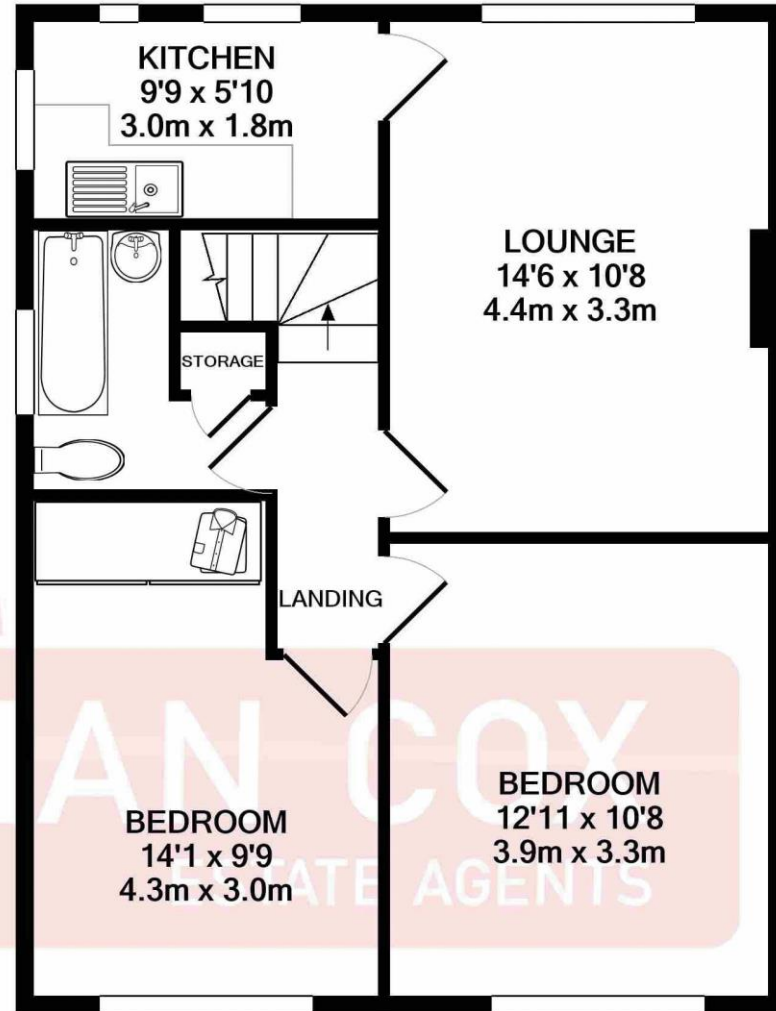 KITCHEN
9'9 x 5'10
3.0m x 1.8m
LOUNGE
14'6 x 10'8
4.4m x 3.3m
STORAGE
LANDING
BEDROOM
14'1 x 9'9
4.3m x 3.0m
BEDROOM
12'11 x 10'8
3.9m x 3.3m
AN COX
ESTATE AGENTS